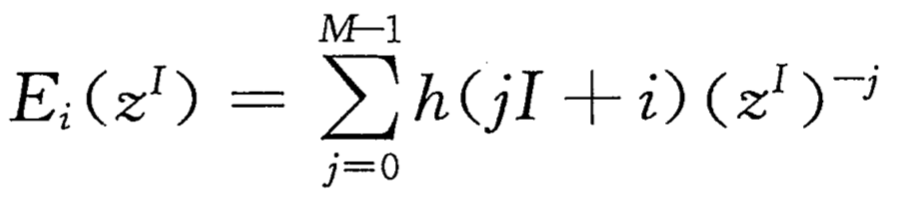 E_i(z^I) = \sum_{j=0}^{M-1} h(jI + i)(z^I)^{-j}